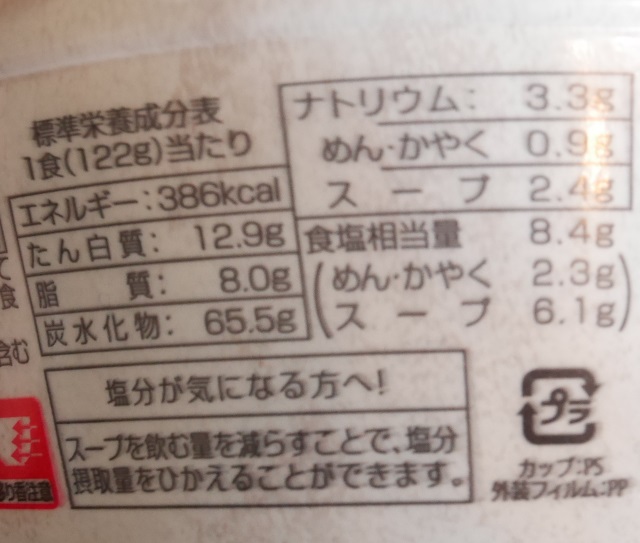 標準栄養成分表
1食(122g)当たり
エネルギー:386kcal
たん白質: 12.9g
脂 質: 8.0g
炭水化物: 65.5g
ナトリウム: 3.3g
めん・かやく 0.9g
スープ 2.4g
食塩相当量 8.4g
(めん・かやく 2.3g
スープ 6.1g)
塩分が気になる方へ!
スープを飲む量を減らすことで、塩分
摂取量をひかえることができます。
プラ
カップ:PS
外装フィルム:PP
食
含む
注意